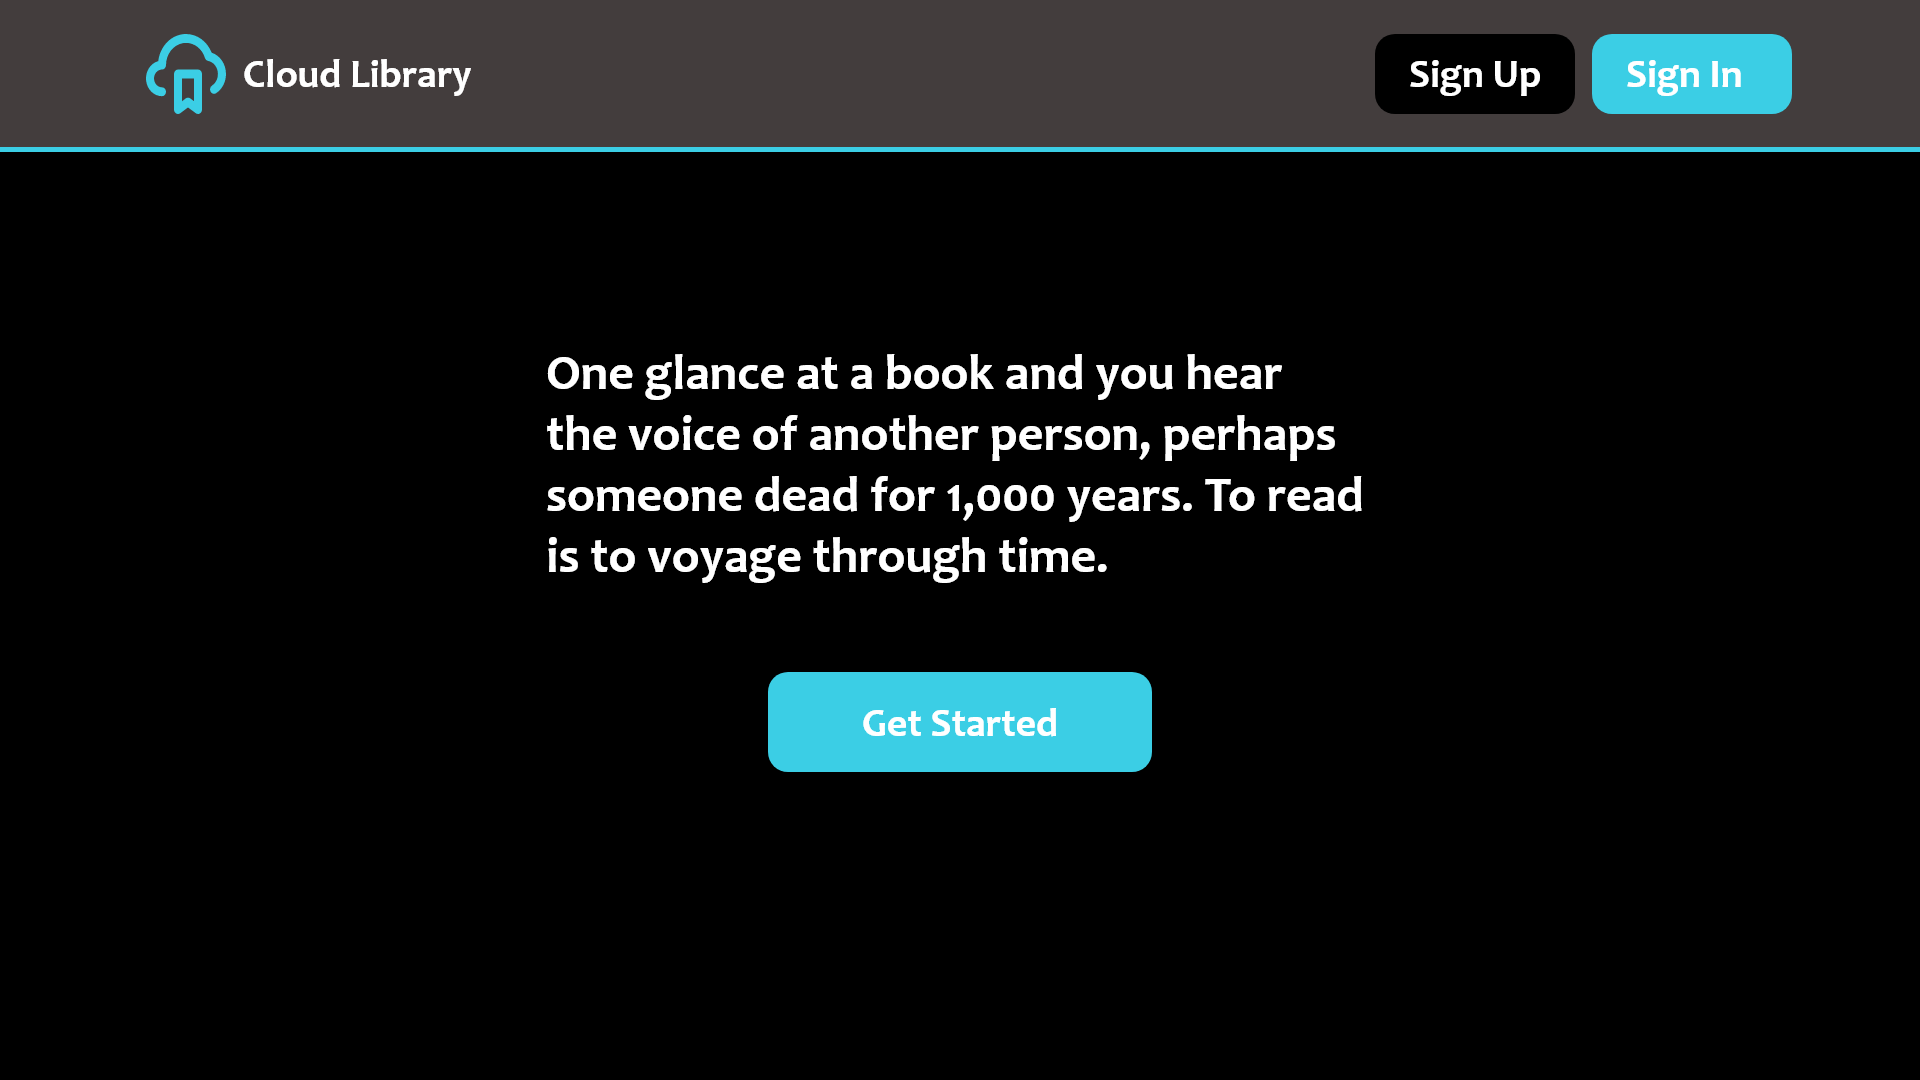 Cloud Library
Sign Up
Sign In
One glance at a book and you hear
the voice of another person, perhaps
someone dead for 1,000 years. To read
is to voyage through time.
Get Started